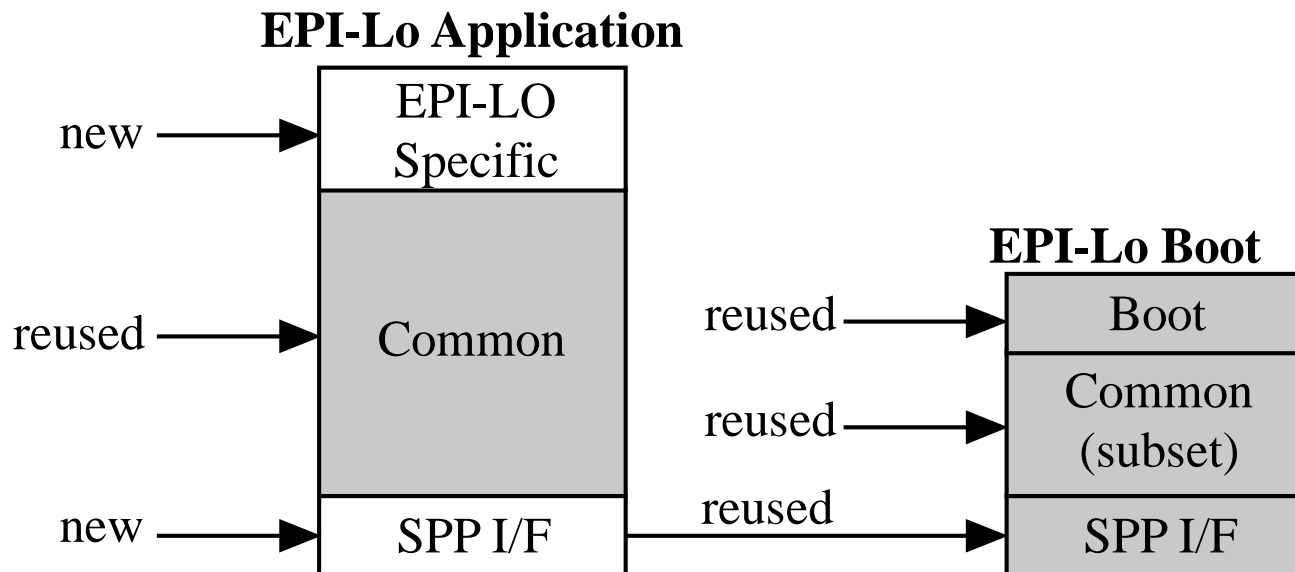 EPI-Lo Application
new
EPI-LO
Specific
reused
Common
new
SPP I/F
reused
EPI-Lo Boot
reused
Boot
reused
Common
(subset)
SPP I/F